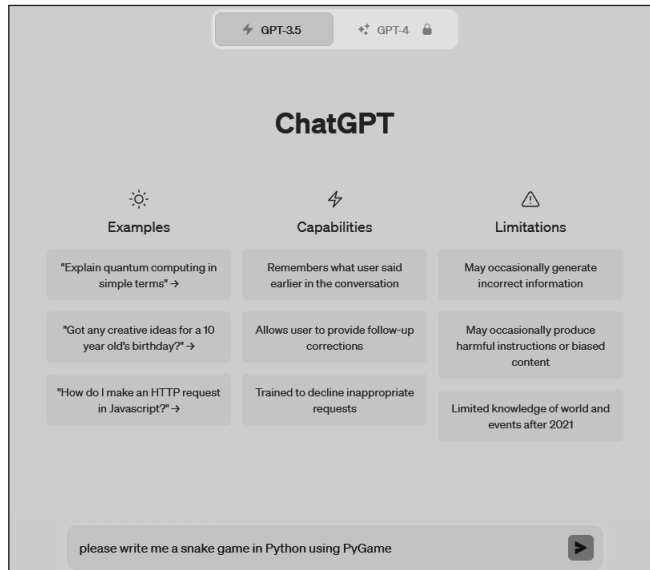 GPT-3.5
GPT-4
ChatGPT
Examples
Capabilities
Limitations
"Explain quantum computing in
simple terms" →
Remembers what user said
earlier in the conversation
May occasionally generate
incorrect information
"Got any creative ideas for a 10
year old's birthday?" →
Allows user to provide follow-up
corrections
May occasionally produce
harmful instructions or biased
content
"How do I make an HTTP request
in Javascript?" →
Trained to decline inappropriate
requests
Limited knowledge of world and
events after 2021
please write me a snake game in Python using PyGame